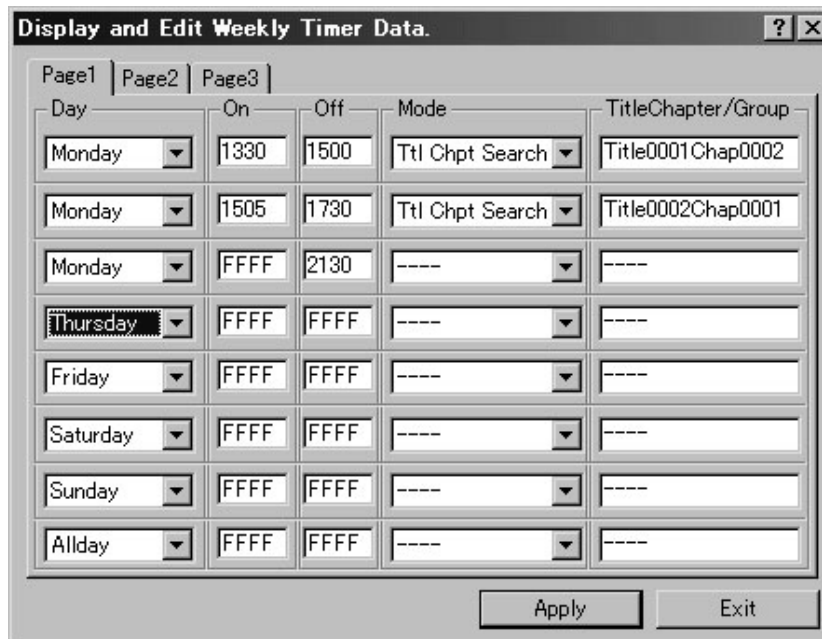 Display and Edit Weekly Timer Data.
Page1 Page2 Page3
Day On Off Mode TitleChapter/Group
Monday 1330 1500 Ttl Chpt Search Title0001Chap0002
Monday 1505 1730 Ttl Chpt Search Title0002Chap0001
Monday FFFF 2130 ---- ----
Thursday FFFF FFFF ---- ----
Friday FFFF FFFF ---- ----
Saturday FFFF FFFF ---- ----
Sunday FFFF FFFF ---- ----
Allday FFFF FFFF ---- ----
Apply Exit